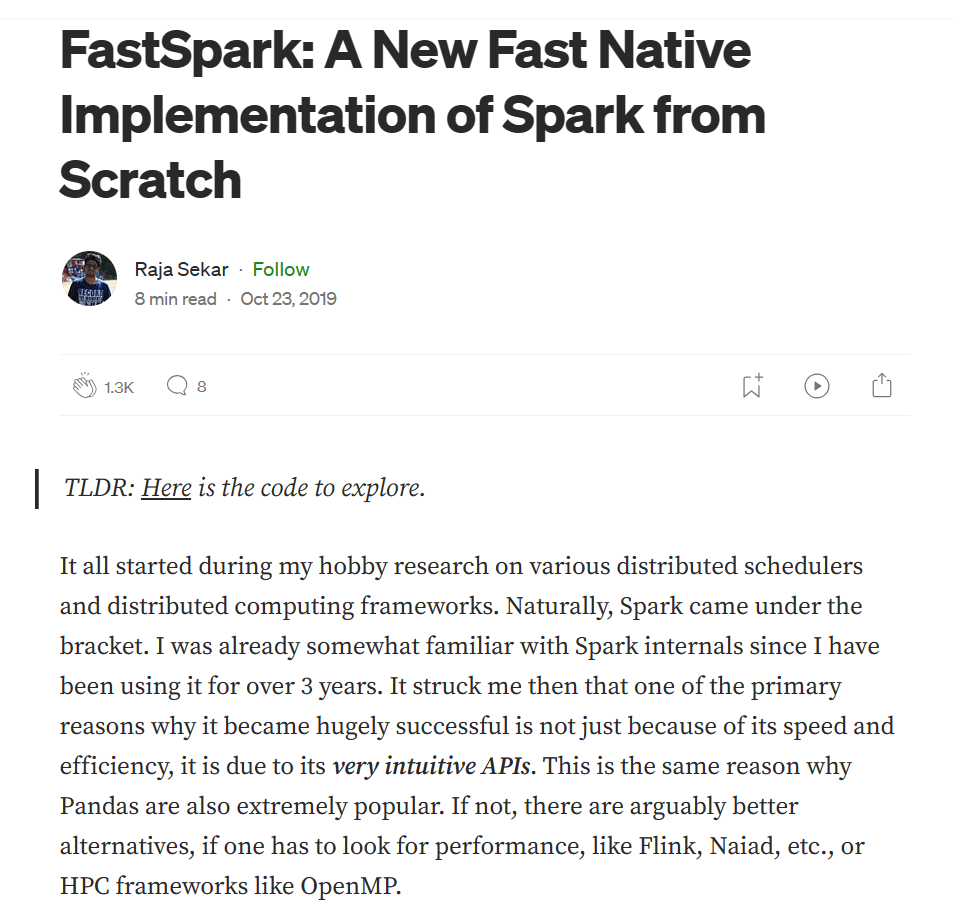 FastSpark: A New Fast Native
Implementation of Spark from
Scratch
Raja Sekar · Follow
8 min read · Oct 23, 2019
1.3K 8
TLDR: Here is the code to explore.
It all started during my hobby research on various distributed schedulers
and distributed computing frameworks. Naturally, Spark came under the
bracket. I was already somewhat familiar with Spark internals since I have
been using it for over 3 years. It struck me then that one of the primary
reasons why it became hugely successful is not just because of its speed and
efficiency, it is due to its very intuitive APIs. This is the same reason why
Pandas are also extremely popular. If not, there are arguably better
alternatives, if one has to look for performance, like Flink, Naiad, etc., or
HPC frameworks like OpenMP.